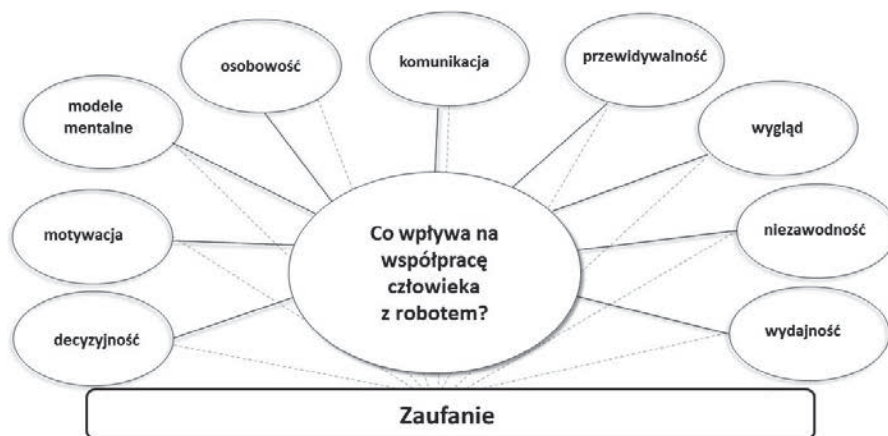 osobowość
komunikacja
przewidywalność
modele
mentalne
wygląd
motywacja
niezawodność
decyzyjność
wydajność
Co wpływa na
współpracę
człowieka
z robotem?
Zaufanie